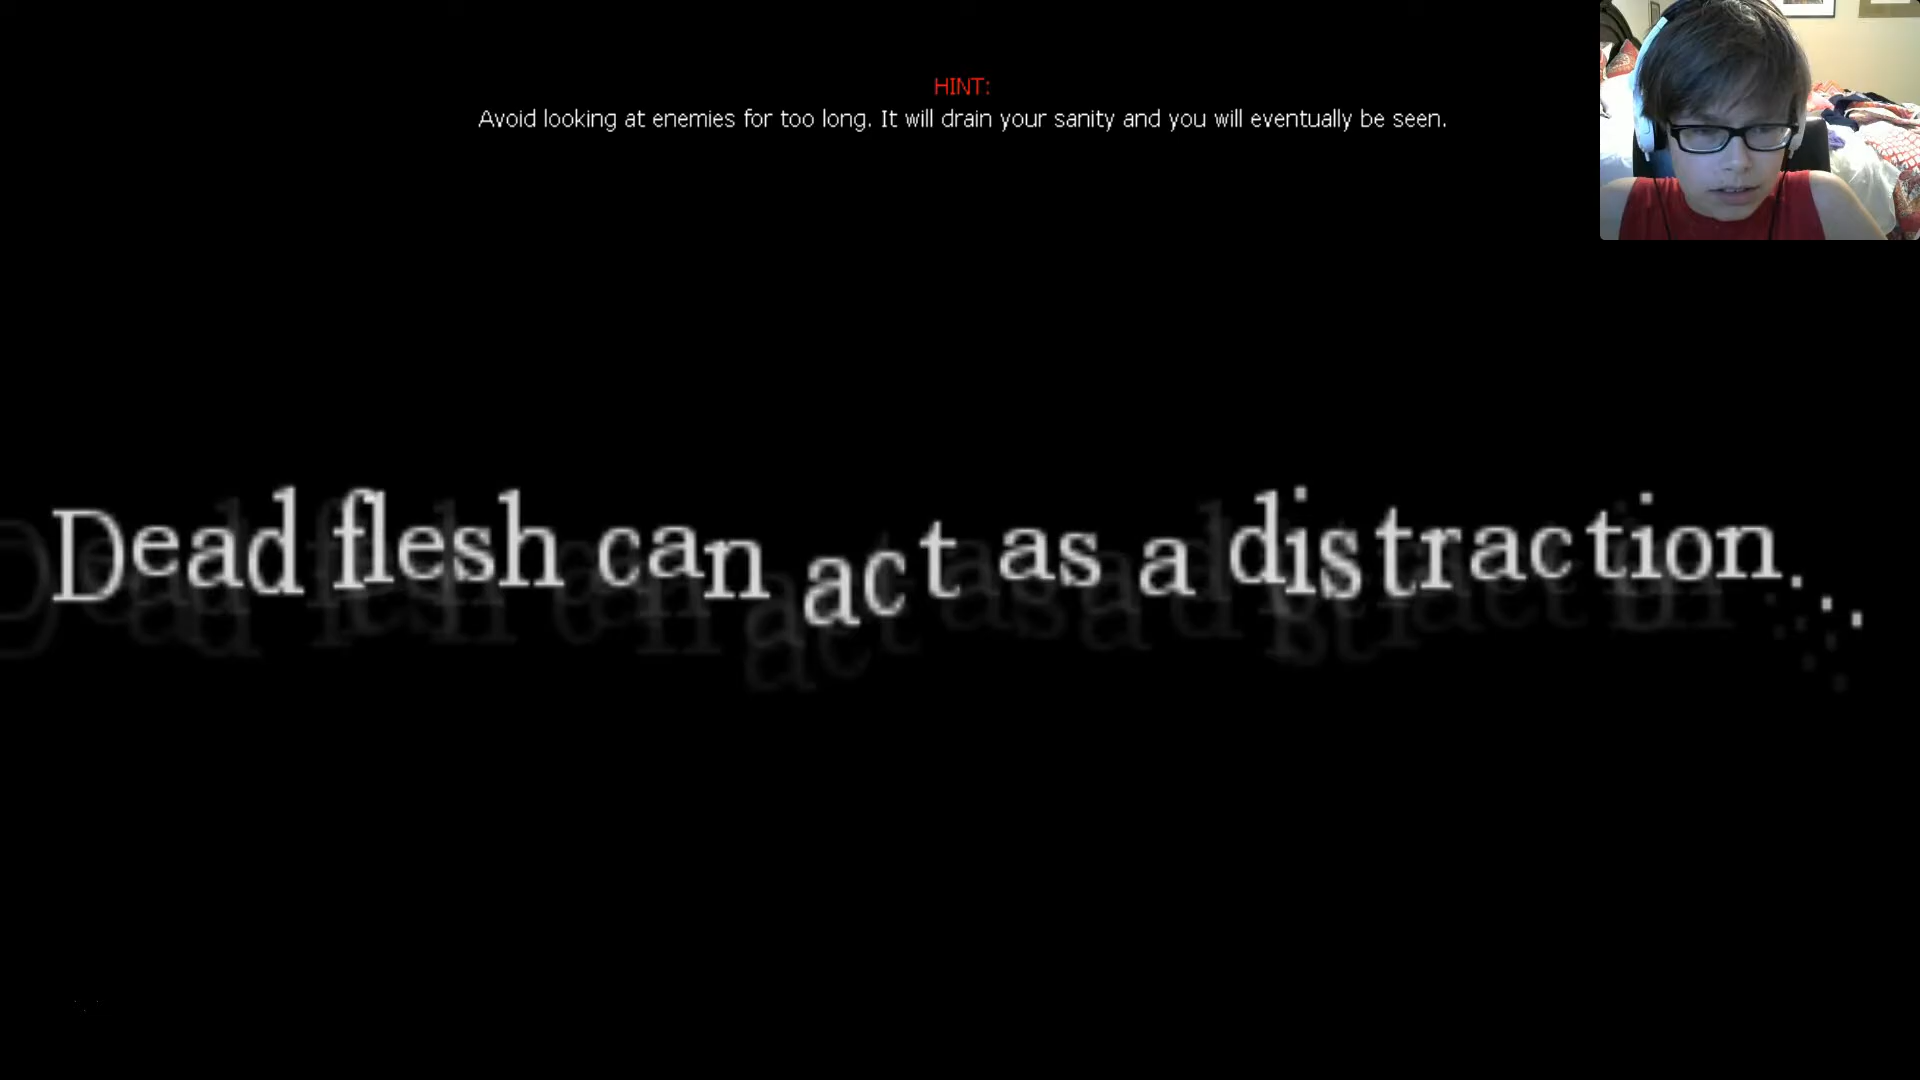 HINT:
Avoid looking at enemies for too long. It will drain your sanity and you will eventually be seen.
Dead flesh can act as a distraction...